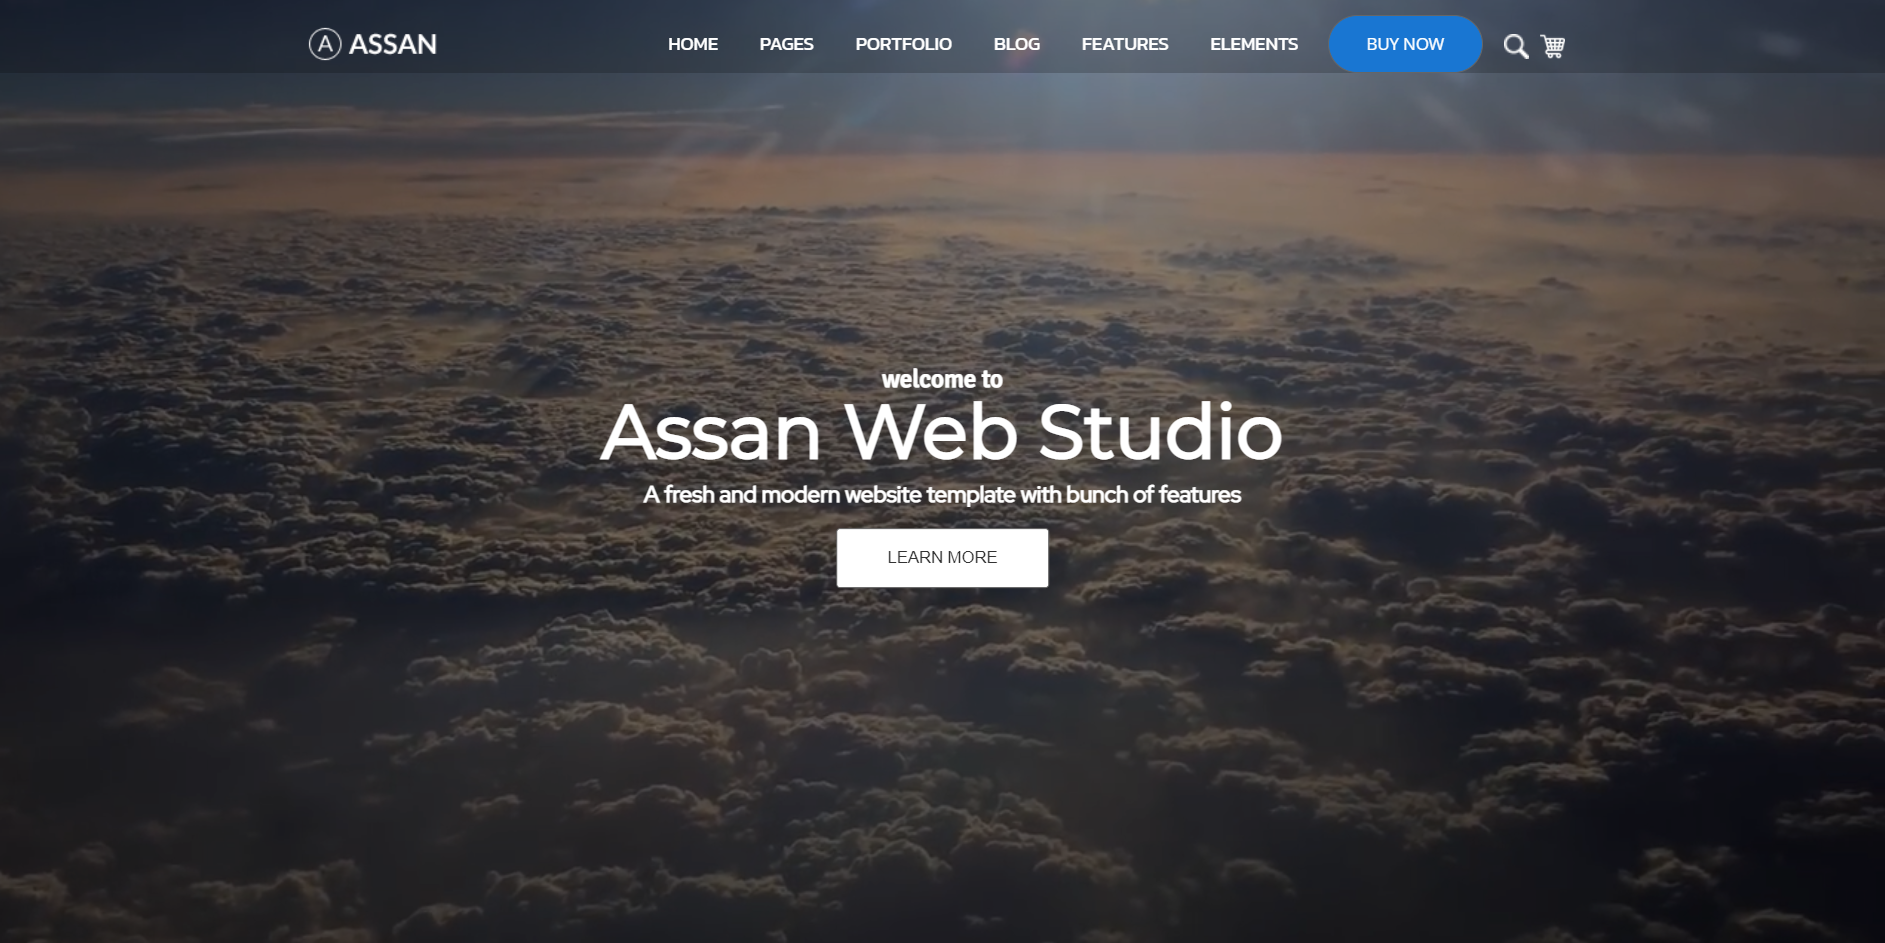 A ASSAN
HOME PAGES PORTFOLIO BLOG FEATURES ELEMENTS BUY NOW
welcome to
Assan Web Studio
A fresh and modern website template with bunch of features
LEARN MORE